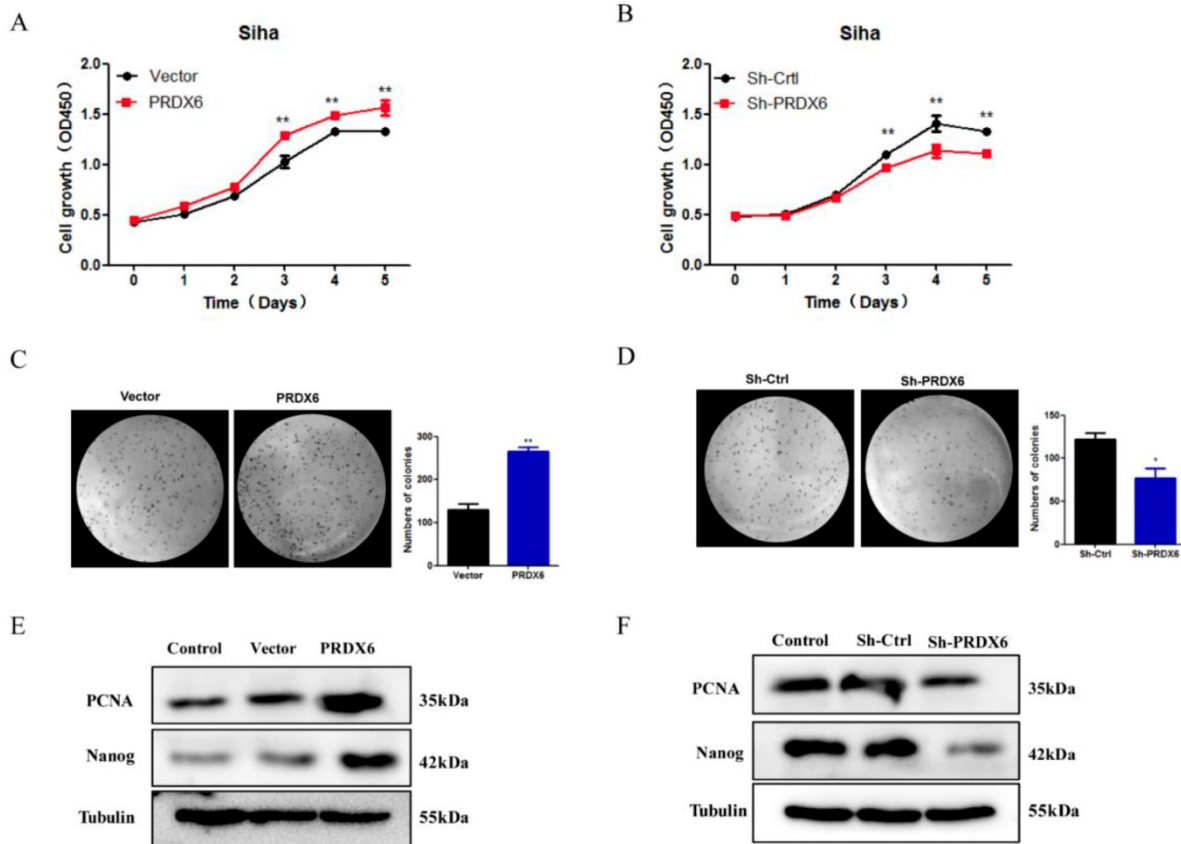 A
Siha
Cell growth（OD450）
2.0
1.5
1.0
0.5
0.0
Vector
PRDX6
**
**
**
0 1 2 3 4 5
Time（Days）
B
Siha
Cell growth（OD450）
2.0
1.5
1.0
0.5
0.0
Sh-Crtl
Sh-PRDX6
**
**
**
0 1 2 3 4 5
Time（Days）
C
Vector PRDX6
Numbers of colonies
300
200
100
0
**
Vector PRDX6
D
Sh-Ctrl Sh-PRDX6
Numbers of colonies
150
100
50
0
*
Sh-Ctrl Sh-PRDX6
E
Control Vector PRDX6
PCNA 35kDa
Nanog 42kDa
Tubulin 55kDa
F
Control Sh-Ctrl Sh-PRDX6
PCNA 35kDa
Nanog 42kDa
Tubulin 55kDa